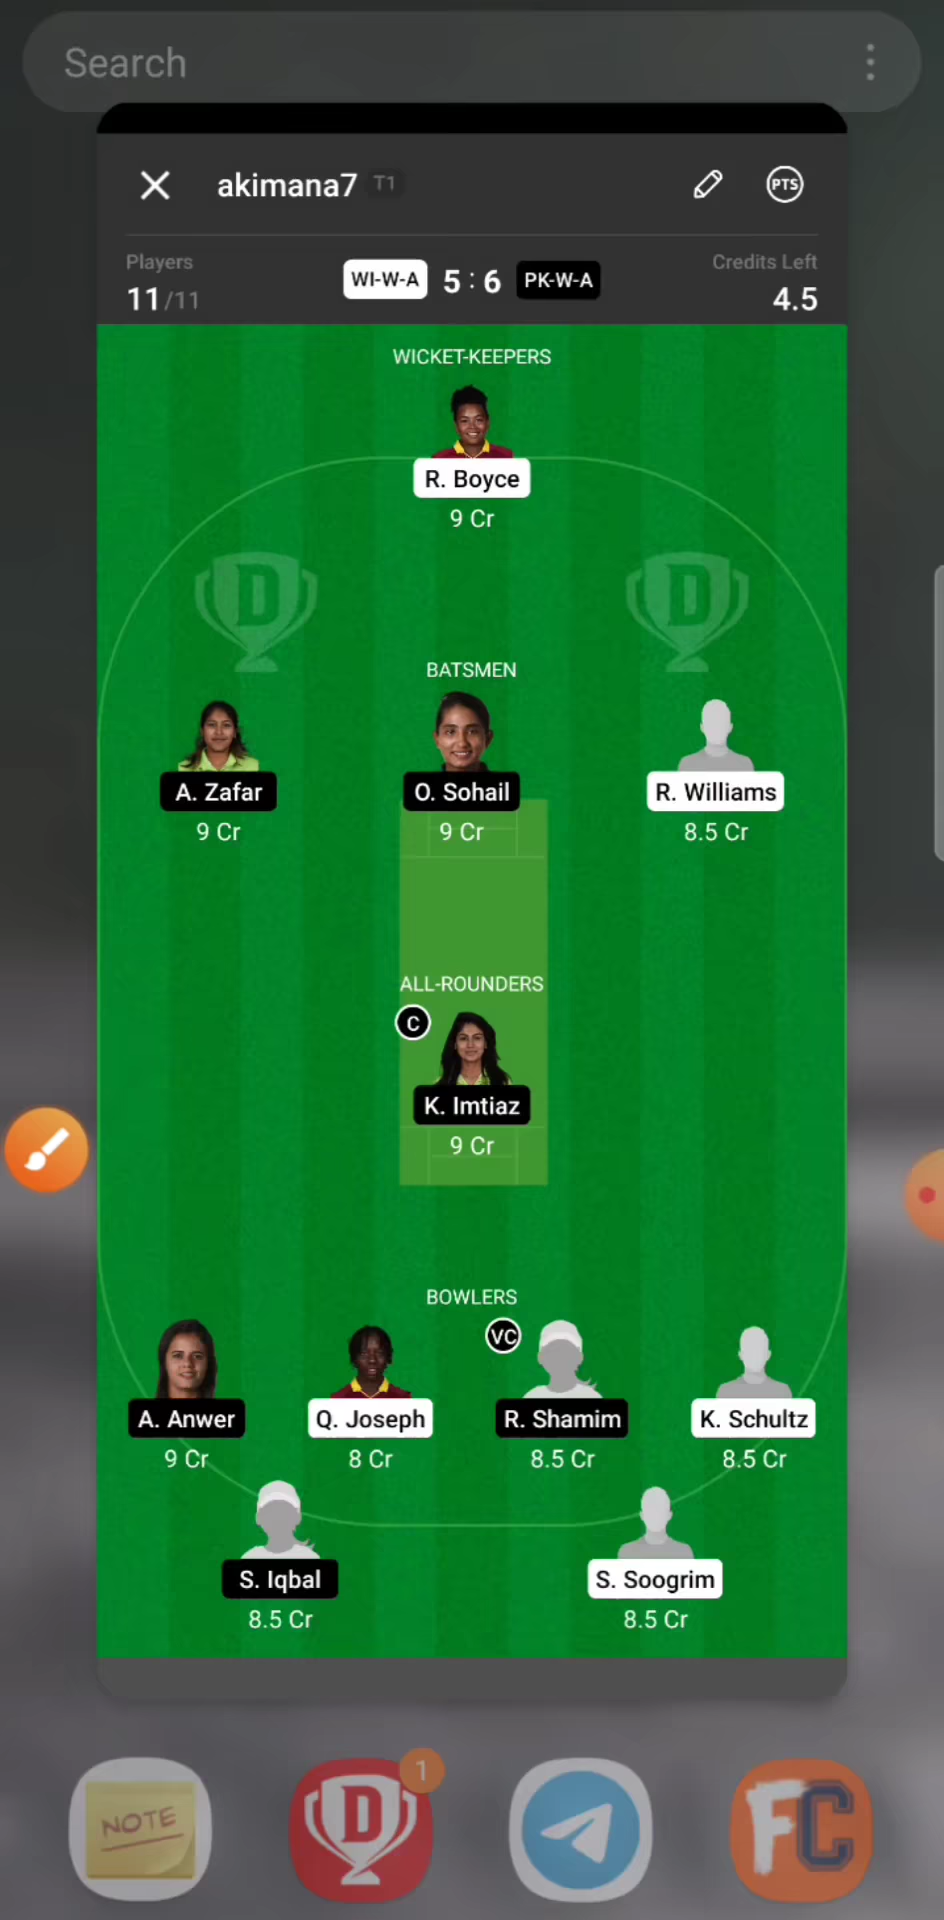 Search
akimana7 T1
PTS
Players
Credits Left
11/11
WI-W-A 5 : 6 PK-W-A
4.5
WICKET-KEEPERS
R. Boyce
9 Cr
D D
BATSMEN
A. Zafar O. Sohail R. Williams
9 Cr 9 Cr 8.5 Cr
ALL-ROUNDERS
C
K. Imtiaz
9 Cr
BOWLERS
VC
A. Anwer Q. Joseph R. Shamim K. Schultz
9 Cr 8 Cr 8.5 Cr 8.5 Cr
S. Iqbal S. Soogrim
8.5 Cr 8.5 Cr
1
NOTE D FC